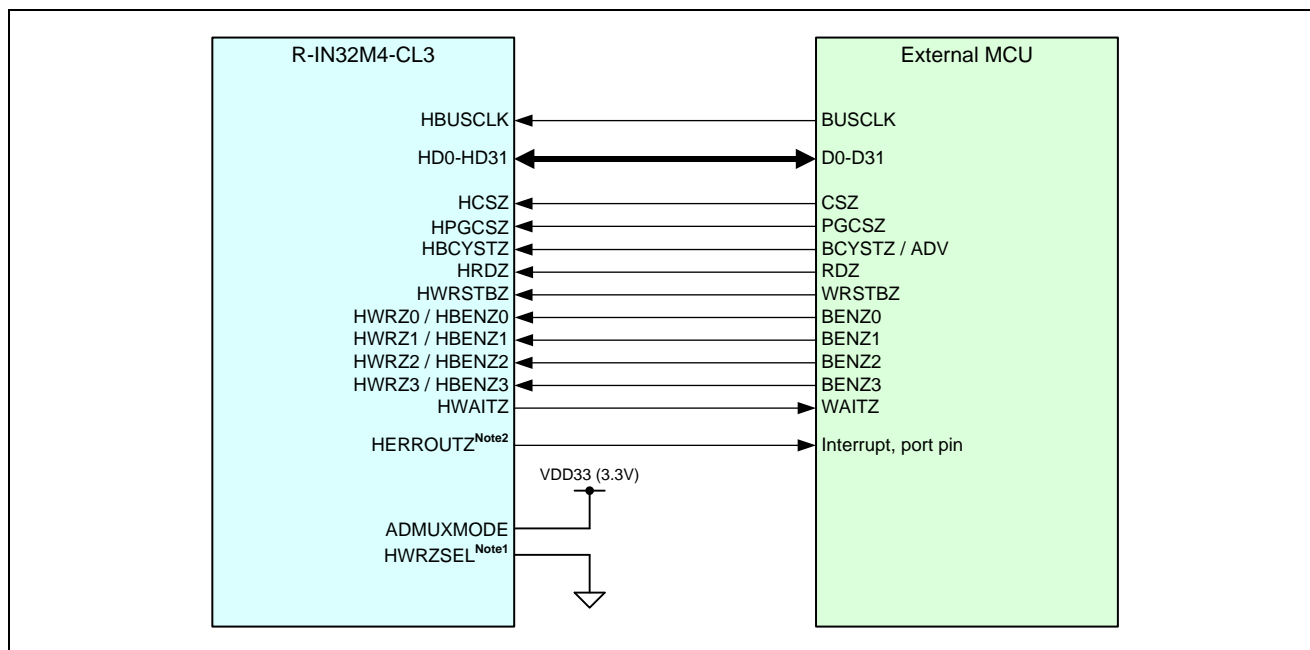 R-IN32M4-CL3 External MCU
HBUSCLK BUSCLK
HD0-HD31 D0-D31
HCSZ CSZ
HPGCSZ PGCSZ
HBCYSTZ BCYSTZ / ADV
HRDZ RDZ
HWRSTBZ WRSTBZ
HWRZ0 / HBENZ0 BENZ0
HWRZ1 / HBENZ1 BENZ1
HWRZ2 / HBENZ2 BENZ2
HWRZ3 / HBENZ3 BENZ3
HWAITZ WAITZ
HERROUTZNote2 Interrupt, port pin
VDD33 (3.3V)
ADMUXMODE
HWRZSELNote1